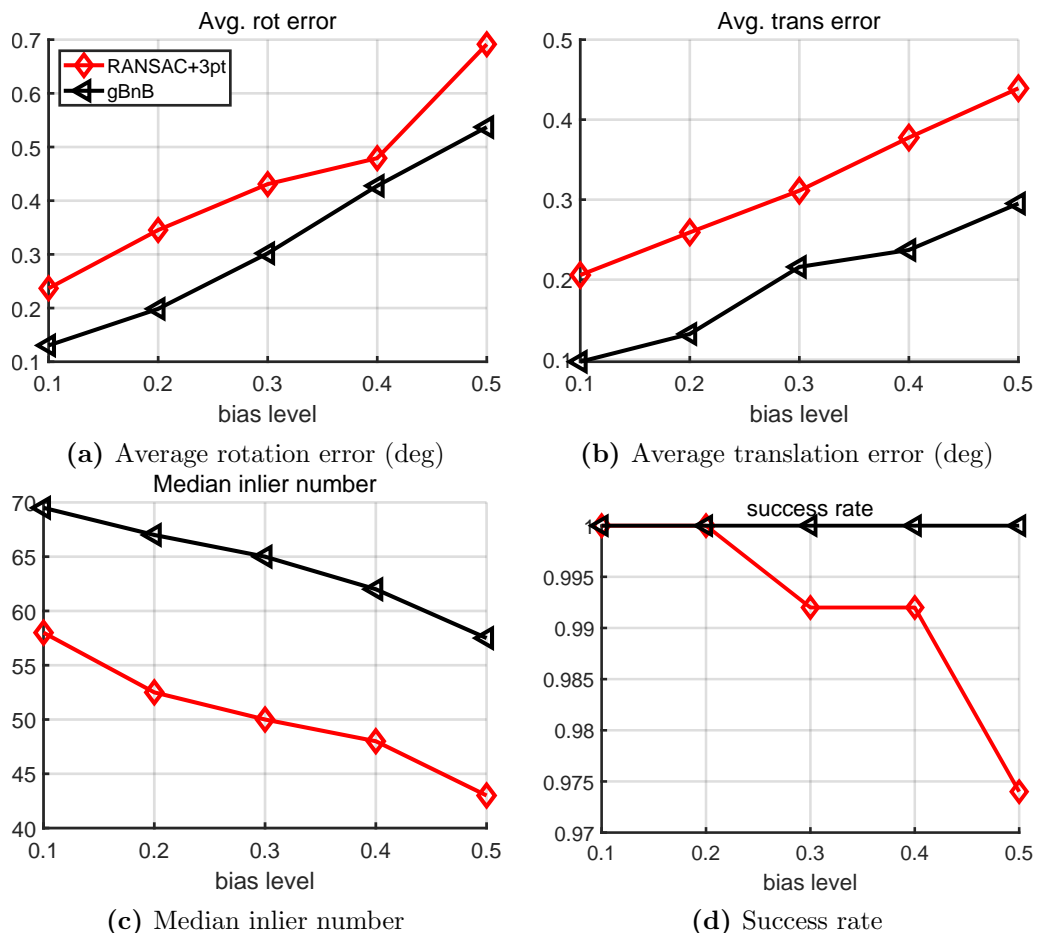 Avg. rot error
0.7
0.6
0.5
0.4
0.3
0.2
0.1
RANSAC+3pt
gBnB
0.1 0.2 0.3 0.4 0.5
bias level
(a) Average rotation error (deg)
Avg. trans error
0.5
0.4
0.3
0.2
0.1
0.1 0.2 0.3 0.4 0.5
bias level
(b) Average translation error (deg)
Median inlier number
70
65
60
55
50
45
40
0.1 0.2 0.3 0.4 0.5
bias level
(c) Median inlier number
success rate
1
0.995
0.99
0.985
0.98
0.975
0.97
0.1 0.2 0.3 0.4 0.5
bias level
(d) Success rate